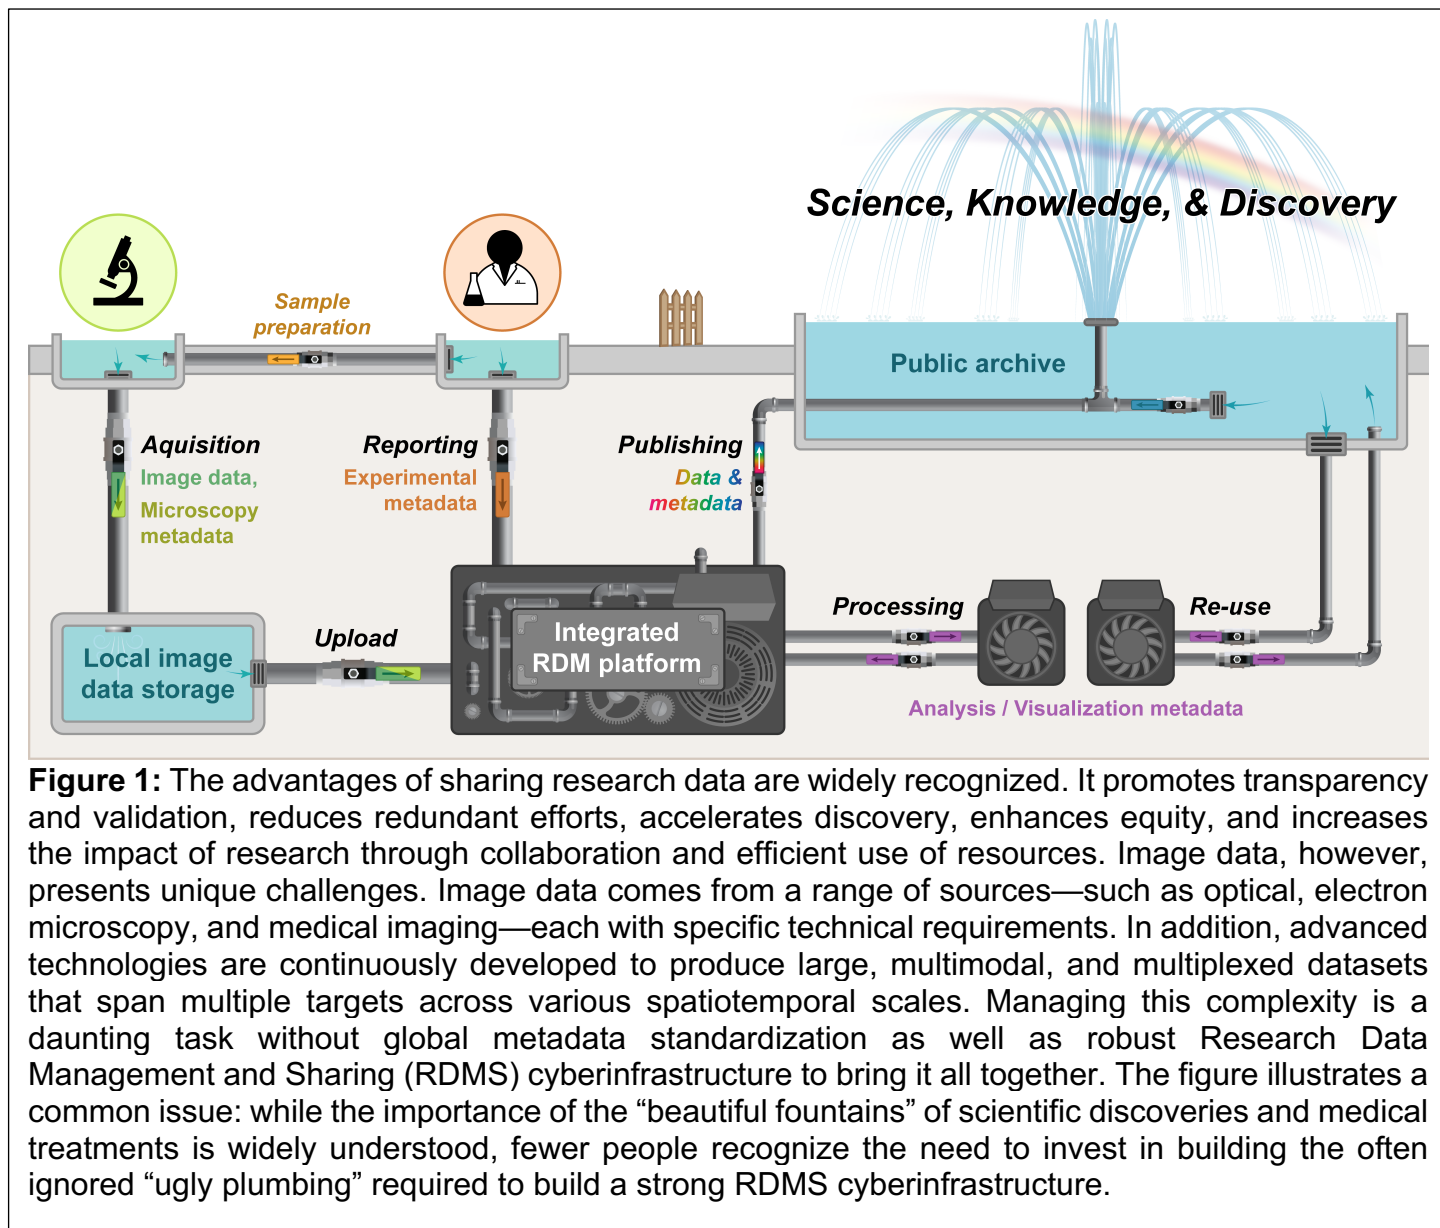 Science, Knowledge, & Discovery
Sample
preparation
Public archive
Aquisition
Image data,
Microscopy
metadata
Reporting
Experimental
metadata
Publishing
Data &
metadata
Local image
data storage
Upload
Integrated
RDM platform
Processing
Re-use
Analysis / Visualization metadata
Figure 1: The advantages of sharing research data are widely recognized. It promotes transparency
and validation, reduces redundant efforts, accelerates discovery, enhances equity, and increases
the impact of research through collaboration and efficient use of resources. Image data, however,
presents unique challenges. Image data comes from a range of sources—such as optical, electron
microscopy, and medical imaging—each with specific technical requirements. In addition, advanced
technologies are continuously developed to produce large, multimodal, and multiplexed datasets
that span multiple targets across various spatiotemporal scales. Managing this complexity is a
daunting task without global metadata standardization as well as robust Research Data
Management and Sharing (RDMS) cyberinfrastructure to bring it all together. The figure illustrates a
common issue: while the importance of the “beautiful fountains” of scientific discoveries and medical
treatments is widely understood, fewer people recognize the need to invest in building the often
ignored “ugly plumbing” required to build a strong RDMS cyberinfrastructure.